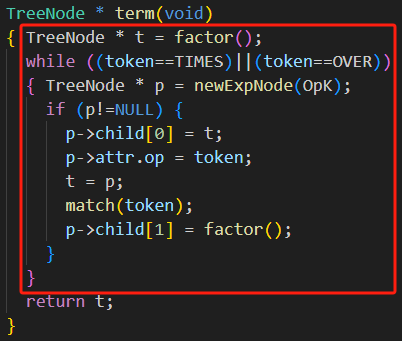 TreeNode * term(void)
{ TreeNode * t = factor();
  while ((token==TIMES)||(token==OVER))
  { TreeNode * p = newExpNode(OpK);
    if (p!=NULL) {
      p->child[0] = t;
      p->attr.op = token;
      t = p;
      match(token);
      p->child[1] = factor();
    }
  }
  return t;
}